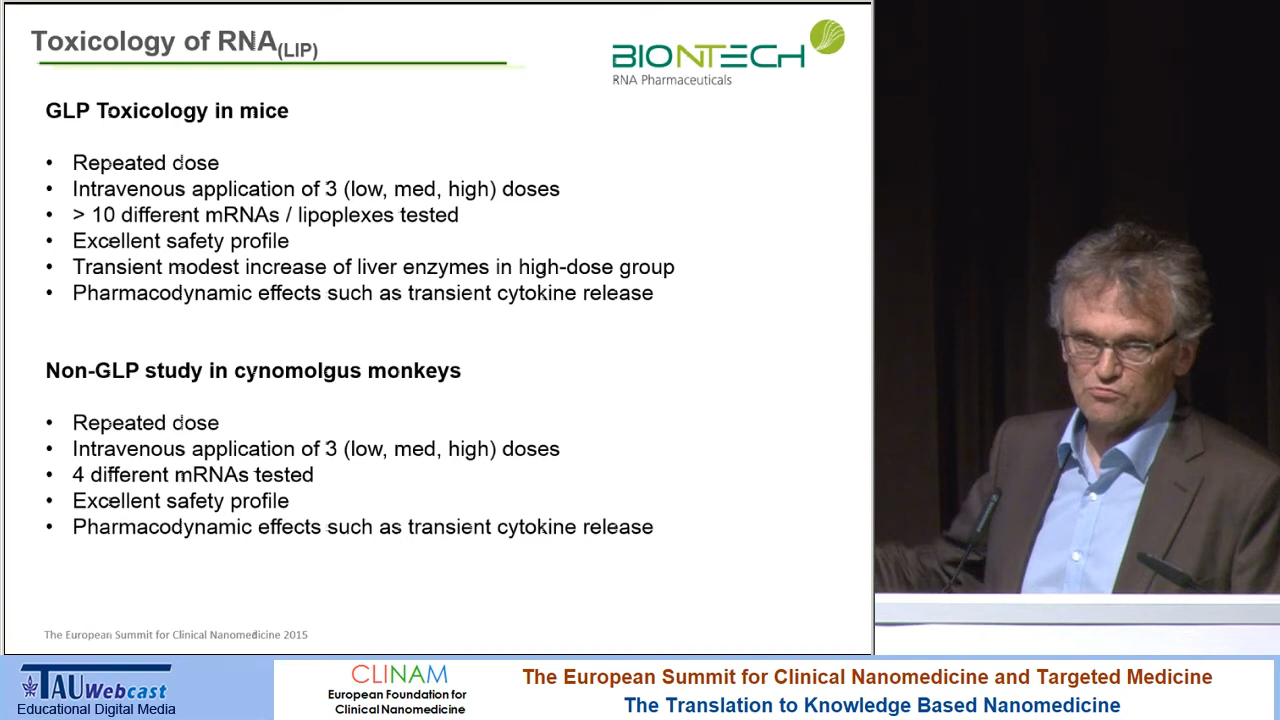 Toxicology of RNA(LIP)
BIONTECH
RNA Pharmaceuticals
GLP Toxicology in mice
• Repeated dose
• Intravenous application of 3 (low, med, high) doses
• > 10 different mRNAs / lipoplexes tested
• Excellent safety profile
• Transient modest increase of liver enzymes in high-dose group
• Pharmacodynamic effects such as transient cytokine release
Non-GLP study in cynomolgus monkeys
• Repeated dose
• Intravenous application of 3 (low, med, high) doses
• 4 different mRNAs tested
• Excellent safety profile
• Pharmacodynamic effects such as transient cytokine release
The European Summit for Clinical Nanomedicine 2015
TAU Webcast
Educational Digital Media
CLINAM
European Foundation for
Clinical Nanomedicine
The European Summit for Clinical Nanomedicine and Targeted Medicine
The Translation to Knowledge Based Nanomedicine